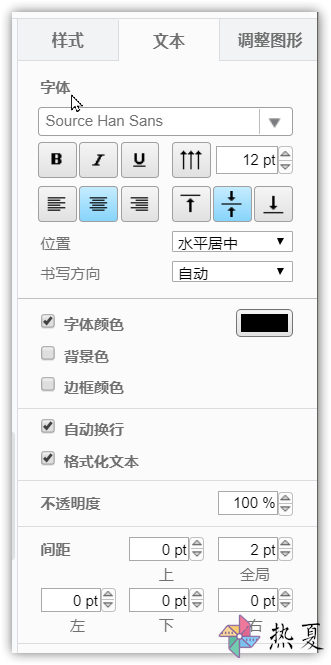 样式 文本 调整图形
字体
Source Han Sans
B I U 12 pt
位置 水平居中
书写方向 自动
字体颜色
背景色
边框颜色
自动换行
格式化文本
不透明度 100 %
间距 0 pt 2 pt
上 全局
0 pt 0 pt 0 pt
左 下 右
热夏